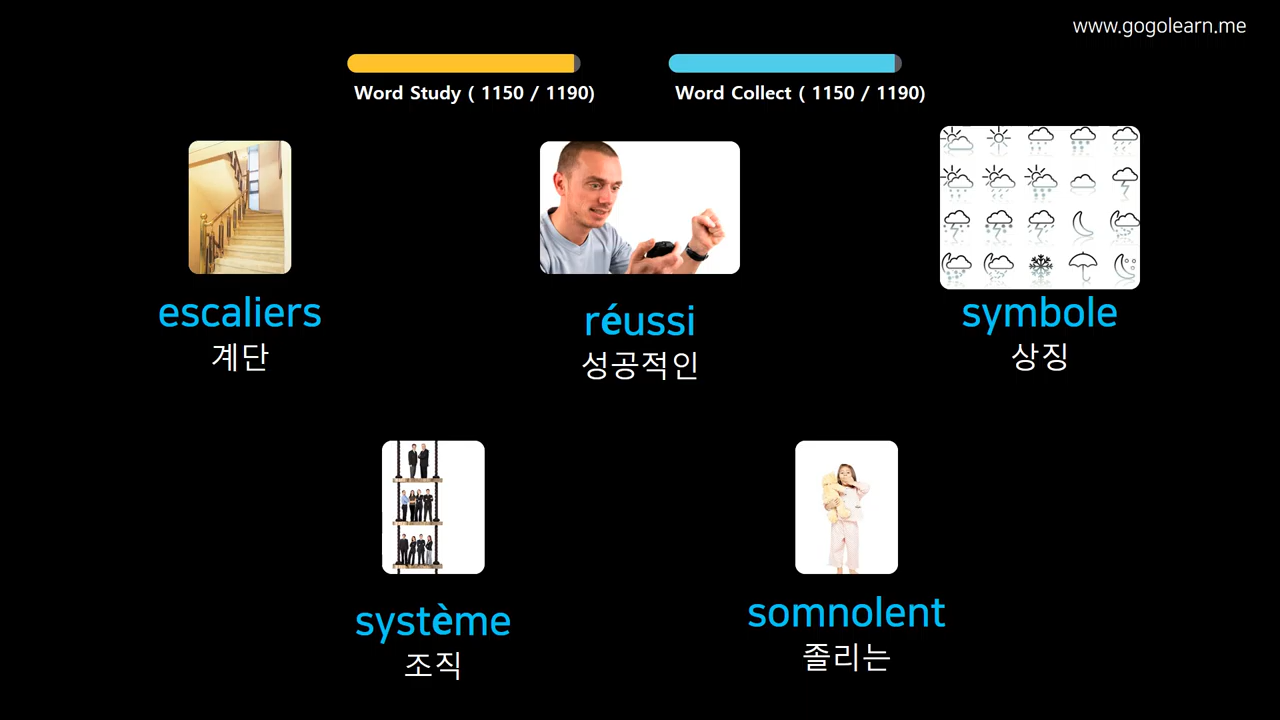 www.gogolearn.me
Word Study ( 1150 / 1190)
Word Collect ( 1150 / 1190)
escaliers
계단
réussi
성공적인
symbole
상징
système
조직
somnolent
졸리는